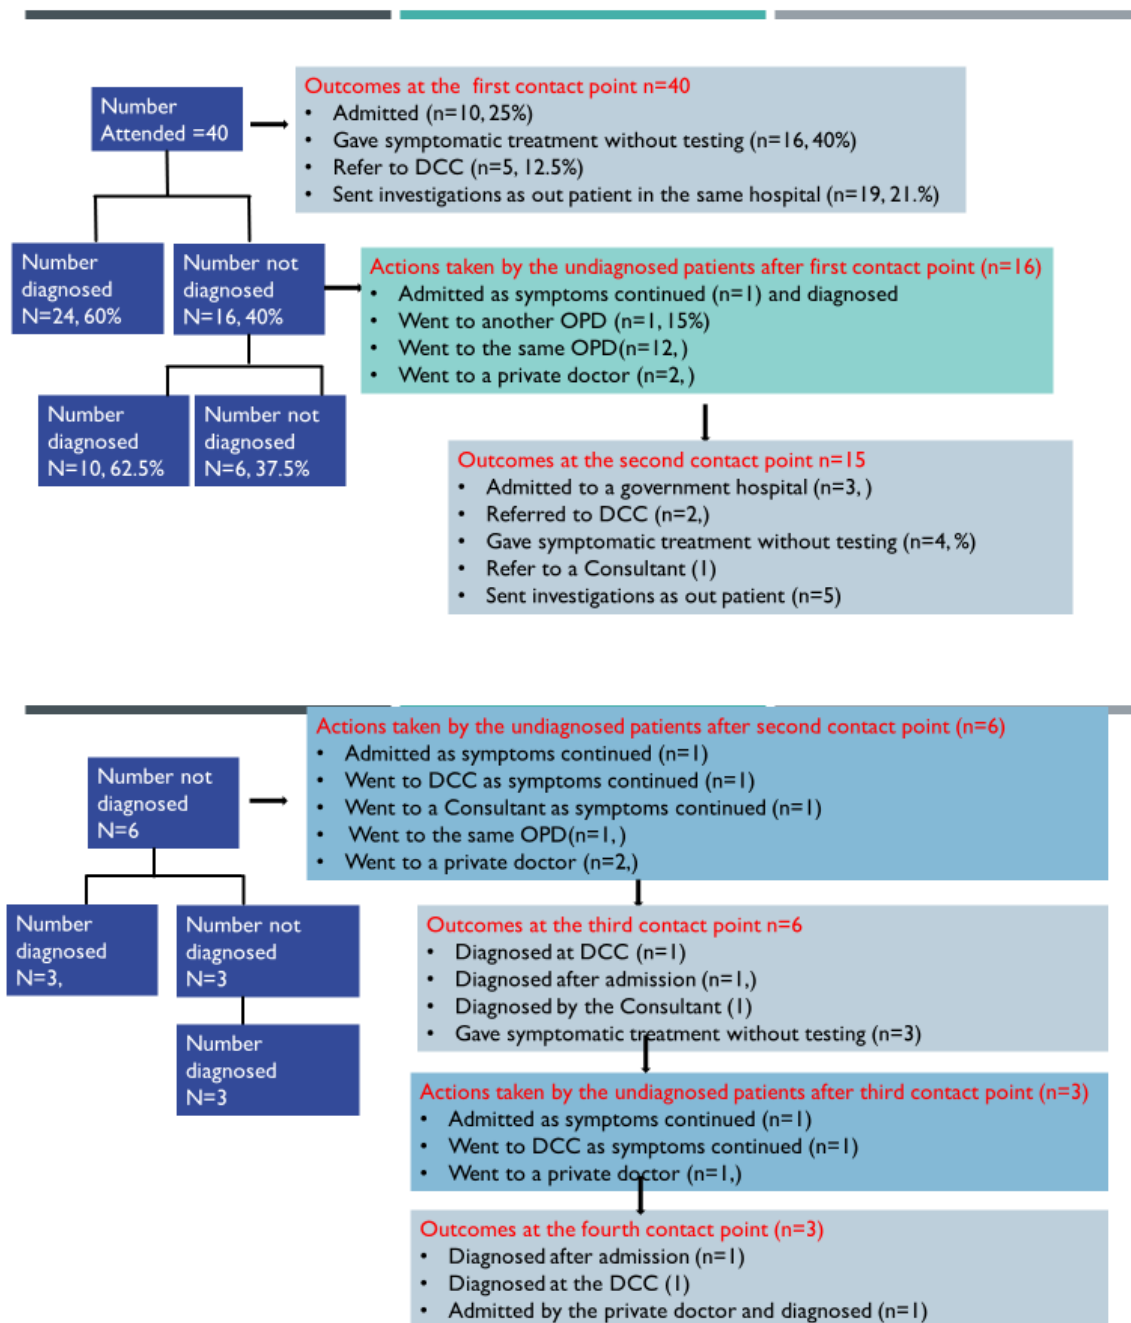 Number
Attended =40
Outcomes at the  first contact point n=40
• Admitted (n=10, 25%)
• Gave symptomatic treatment without testing (n=16, 40%)
• Refer to DCC (n=5, 12.5%)
• Sent investigations as out patient in the same hospital (n=19, 21.%)
Number
diagnosed
N=24, 60%
Number not
diagnosed
N=16, 40%
Actions taken by the undiagnosed patients after first contact point (n=16)
• Admitted as symptoms continued (n=1) and diagnosed
• Went to another OPD (n=1, 15%)
• Went to the same OPD(n=12, )
• Went to a private doctor (n=2, )
Number
diagnosed
N=10, 62.5%
Number not
diagnosed
N=6, 37.5%
Outcomes at the second contact point n=15
• Admitted to a government hospital (n=3, )
• Referred to DCC (n=2,)
• Gave symptomatic treatment without testing (n=4, %)
• Refer to a Consultant (1)
• Sent investigations as out patient (n=5)
Number not
diagnosed
N=6
Actions taken by the undiagnosed patients after second contact point (n=6)
• Admitted as symptoms continued (n=1)
• Went to DCC as symptoms continued (n=1)
• Went to a Consultant as symptoms continued (n=1)
• Went to the same OPD(n=1, )
• Went to a private doctor (n=2,)
Number
diagnosed
N=3,
Number not
diagnosed
N=3
Outcomes at the third contact point n=6
• Diagnosed at DCC (n=1)
• Diagnosed after admission (n=1,)
• Diagnosed by the Consultant (1)
• Gave symptomatic treatment without testing (n=3)
Number
diagnosed
N=3
Actions taken by the undiagnosed patients after third contact point (n=3)
• Admitted as symptoms continued (n=1)
• Went to DCC as symptoms continued (n=1)
• Went to a private doctor (n=1,)
Outcomes at the fourth contact point (n=3)
• Diagnosed after admission (n=1)
• Diagnosed at the DCC (1)
• Admitted by the private doctor and diagnosed (n=1)